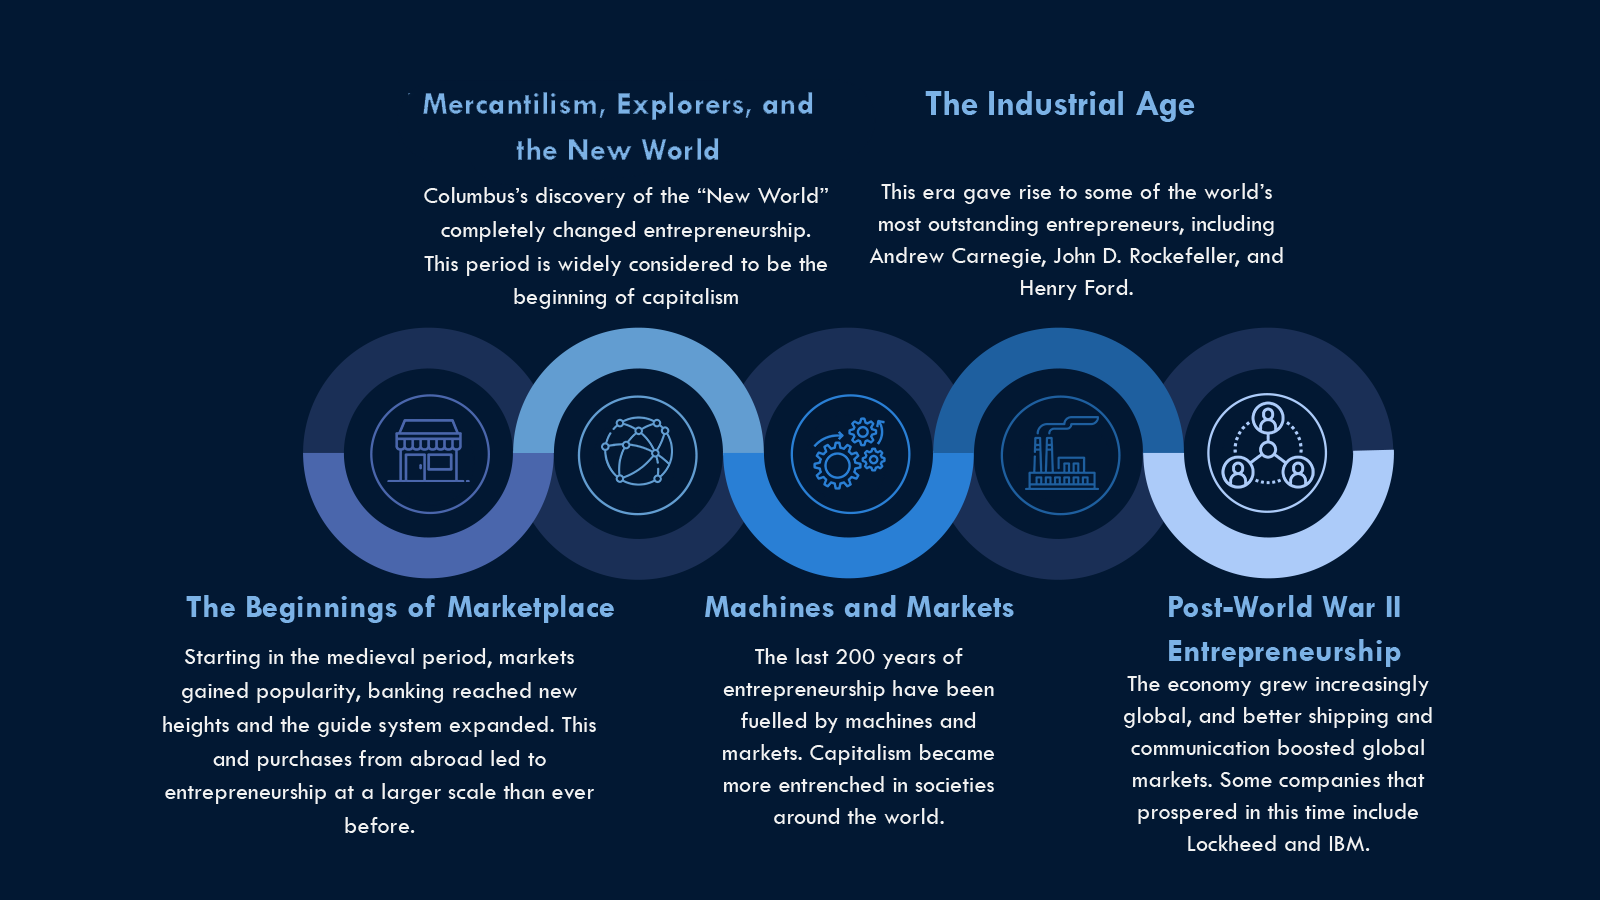 Mercantilism, Explorers, and
the New World
Columbus’s discovery of the “New World”
completely changed entrepreneurship.
This period is widely considered to be the
beginning of capitalism
The Industrial Age
This era gave rise to some of the world’s
most outstanding entrepreneurs, including
Andrew Carnegie, John D. Rockefeller, and
Henry Ford.
The Beginnings of Marketplace
Starting in the medieval period, markets
gained popularity, banking reached new
heights and the guide system expanded. This
and purchases from abroad led to
entrepreneurship at a larger scale than ever
before.
Machines and Markets
The last 200 years of
entrepreneurship have been
fuelled by machines and
markets. Capitalism became
more entrenched in societies
around the world.
Post-World War II
Entrepreneurship
The economy grew increasingly
global, and better shipping and
communication boosted global
markets. Some companies that
prospered in this time include
Lockheed and IBM.